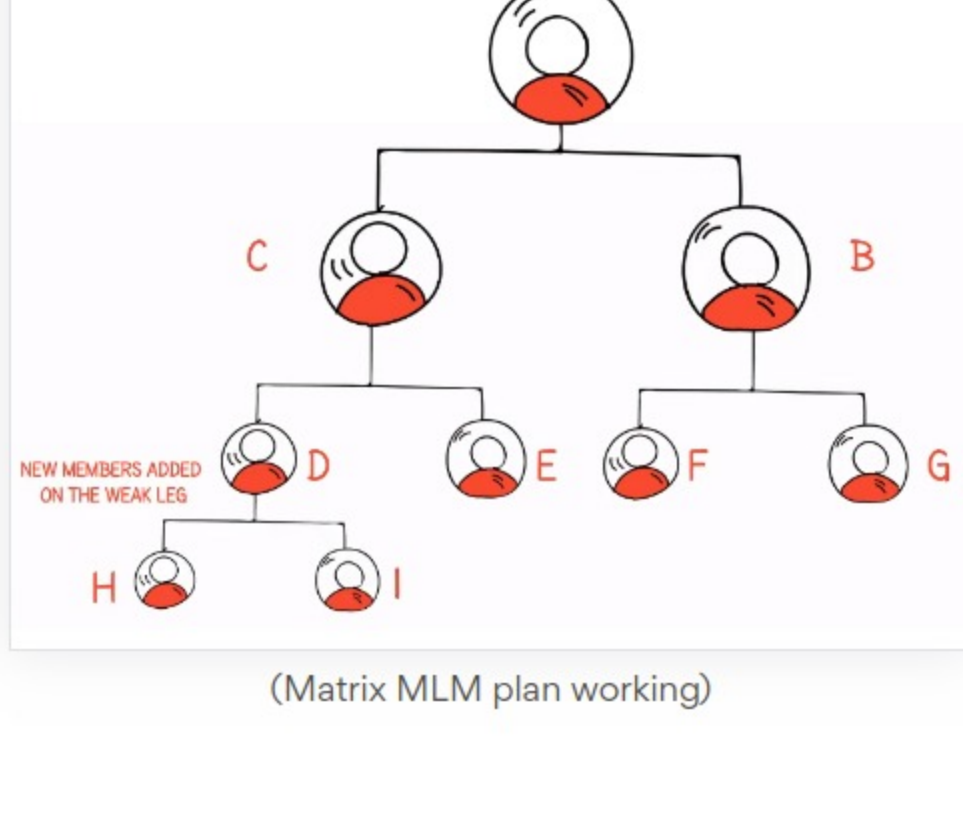 C
B
D
E
F
G
NEW MEMBERS ADDED
ON THE WEAK LEG
H
I
(Matrix MLM plan working)